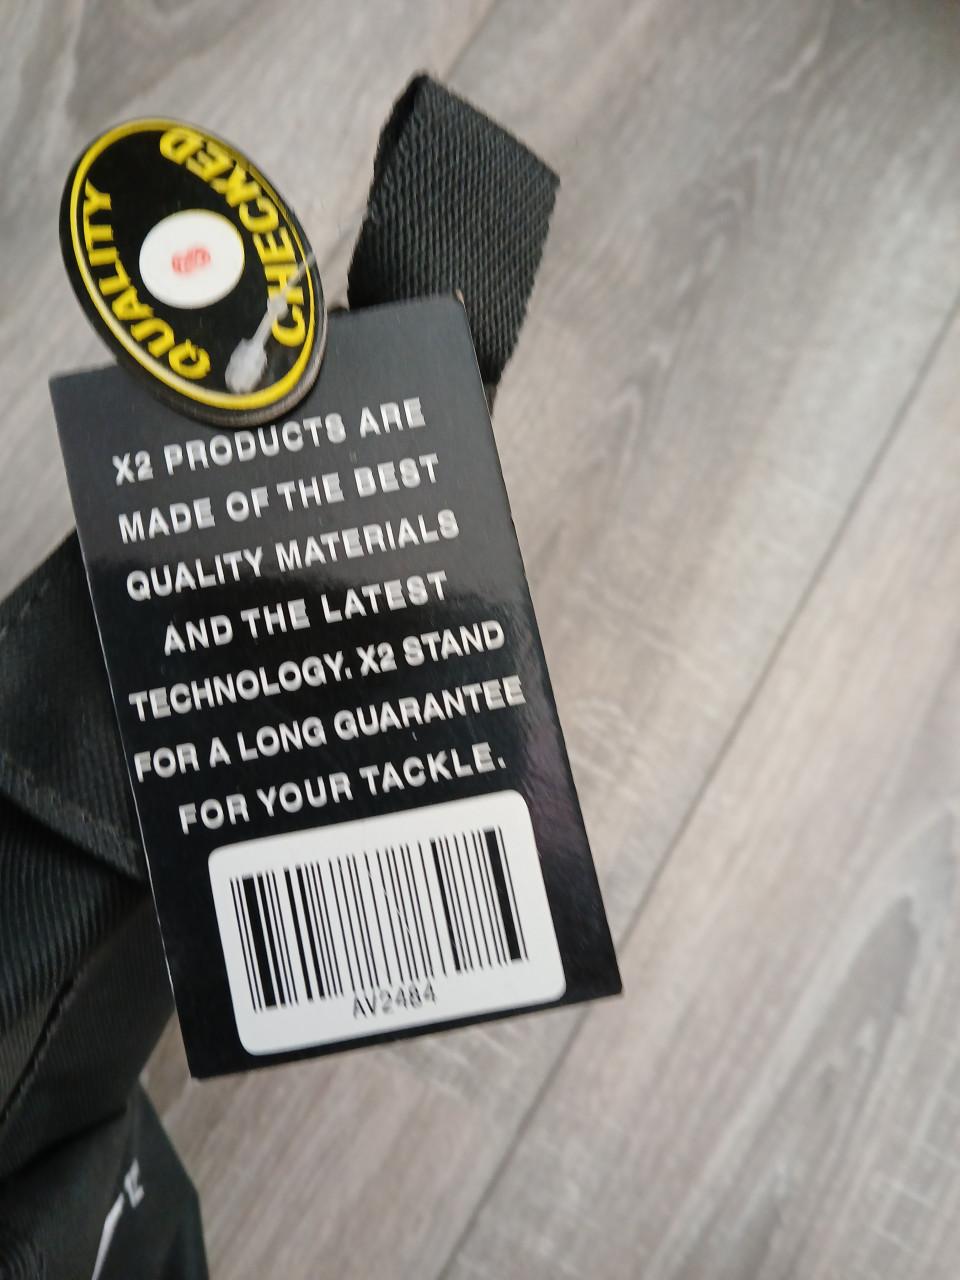 QUALITY CHECKED
X2 PRODUCTS ARE
MADE OF THE BEST
QUALITY MATERIALS
AND THE LATEST
TECHNOLOGY. X2 STAND
FOR A LONG GUARANTEE
FOR YOUR TACKLE.
AV2484